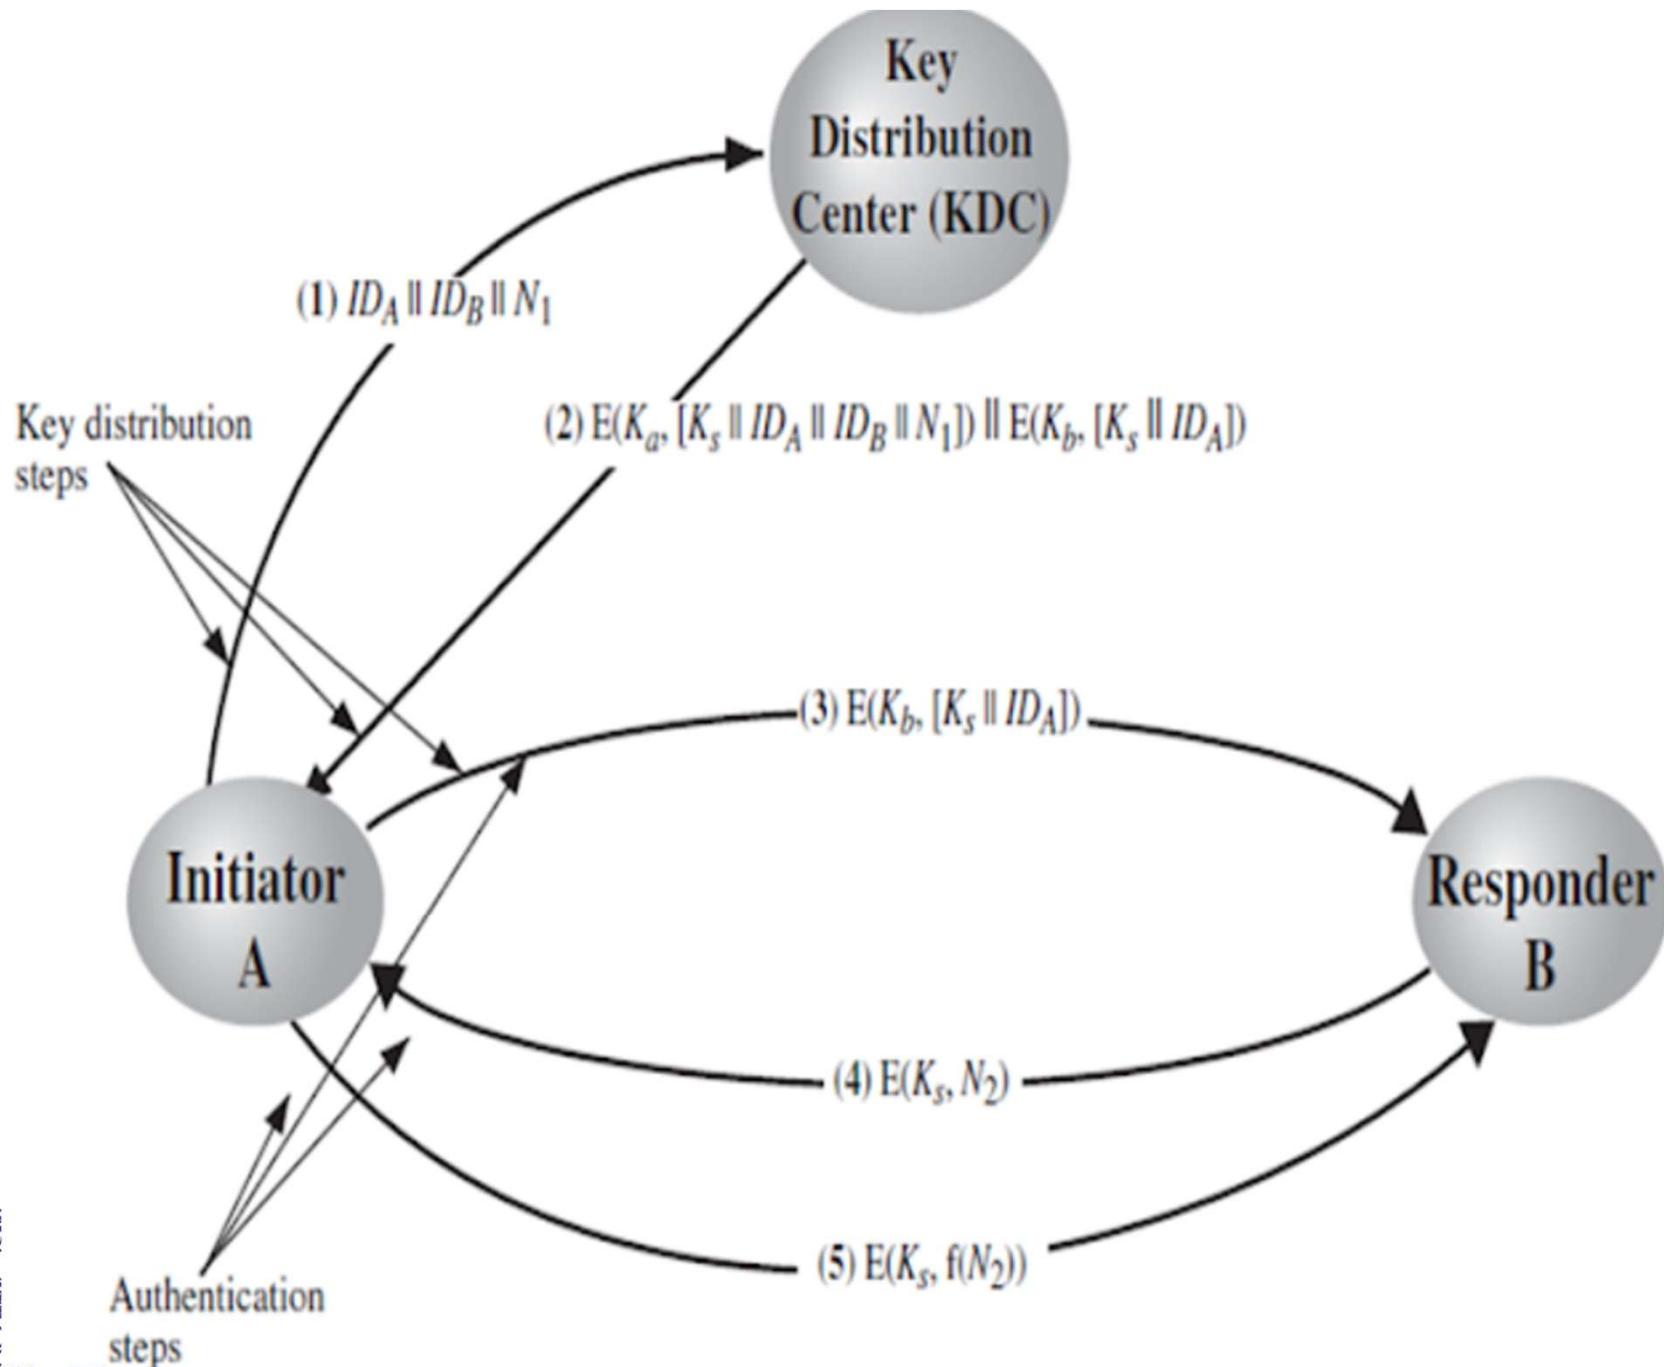 Key
Distribution
Center (KDC)
(1) ID_A || ID_B || N_1
Key distribution
steps
(2) E(K_a, [K_s || ID_A || ID_B || N_1]) || E(K_b, [K_s || ID_A])
(3) E(K_b, [K_s || ID_A])
Initiator
A
Responder
B
(4) E(K_s, N_2)
(5) E(K_s, f(N_2))
Authentication
steps